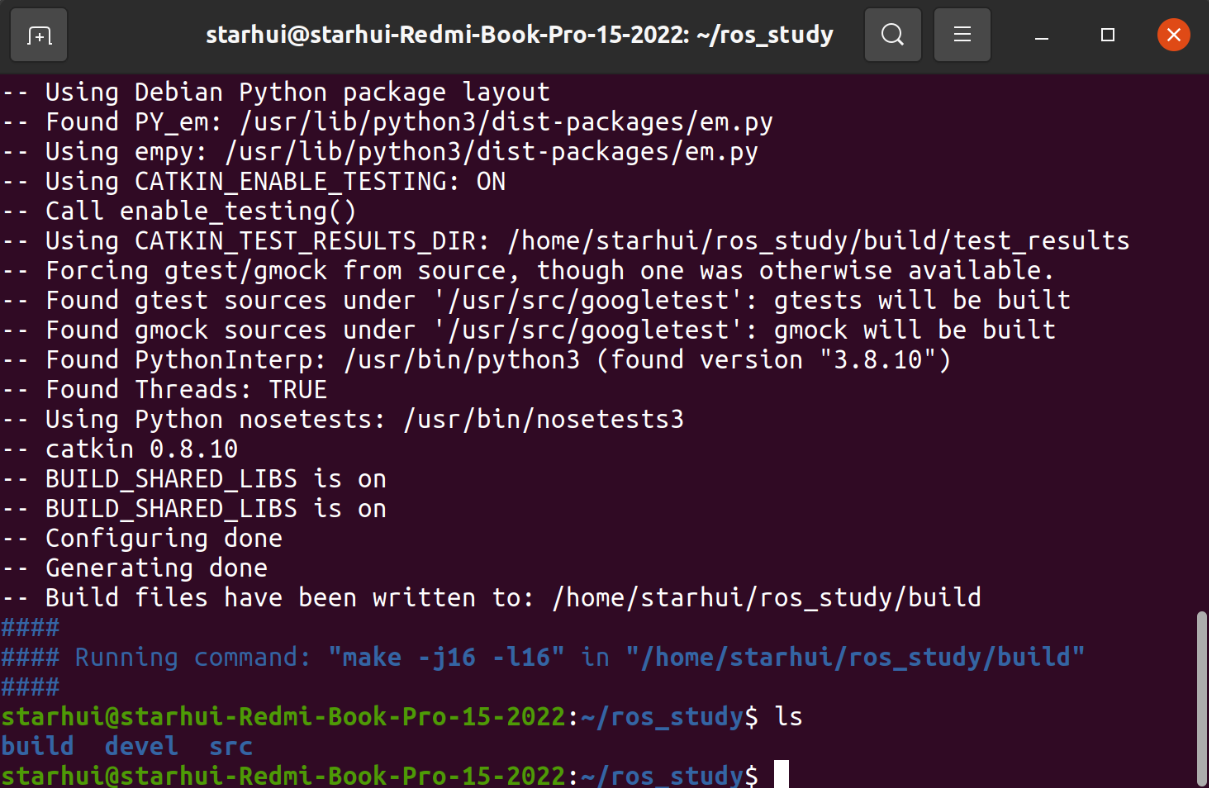 starhui@starhui-Redmi-Book-Pro-15-2022: ~/ros_study
-- Using Debian Python package layout
-- Found PY_em: /usr/lib/python3/dist-packages/em.py
-- Using empy: /usr/lib/python3/dist-packages/em.py
-- Using CATKIN_ENABLE_TESTING: ON
-- Call enable_testing()
-- Using CATKIN_TEST_RESULTS_DIR: /home/starhui/ros_study/build/test_results
-- Forcing gtest/gmock from source, though one was otherwise available.
-- Found gtest sources under '/usr/src/googletest': gtests will be built
-- Found gmock sources under '/usr/src/googletest': gmock will be built
-- Found PythonInterp: /usr/bin/python3 (found version "3.8.10")
-- Found Threads: TRUE
-- Using Python nosetests: /usr/bin/nosetests3
-- catkin 0.8.10
-- BUILD_SHARED_LIBS is on
-- BUILD_SHARED_LIBS is on
-- Configuring done
-- Generating done
-- Build files have been written to: /home/starhui/ros_study/build
####
#### Running command: "make -j16 -l16" in "/home/starhui/ros_study/build"
####
starhui@starhui-Redmi-Book-Pro-15-2022:~/ros_study$ ls
build  devel  src
starhui@starhui-Redmi-Book-Pro-15-2022:~/ros_study$